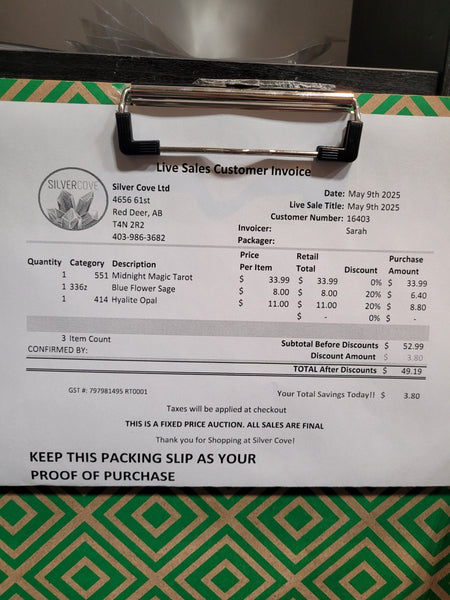 Live Sales Customer Invoice
SILVERCOVE
Silver Cove Ltd
4656 61st
Red Deer, AB
T4N 2R2
403-986-3682
Date: May 9th 2025
Live Sale Title: May 9th 2025
Customer Number: 16403
Invoicer: Sarah
Packager:
Quantity Category Description Price Per Item Retail Total Discount Purchase Amount
1 551 Midnight Magic Tarot $ 33.99 $ 33.99 0% $ 33.99
1 336z Blue Flower Sage $ 8.00 $ 8.00 20% $ 6.40
1 414 Hyalite Opal $ 11.00 $ 11.00 20% $ 8.80
$ - 0% $ -
3 Item Count Subtotal Before Discounts $ 52.99
CONFIRMED BY: Discount Amount $ 3.80
TOTAL After Discounts $ 49.19
GST #: 797981495 RT0001 Your Total Savings Today!! $ 3.80
Taxes will be applied at checkout
THIS IS A FIXED PRICE AUCTION. ALL SALES ARE FINAL
Thank you for Shopping at Silver Cove!
KEEP THIS PACKING SLIP AS YOUR
PROOF OF PURCHASE